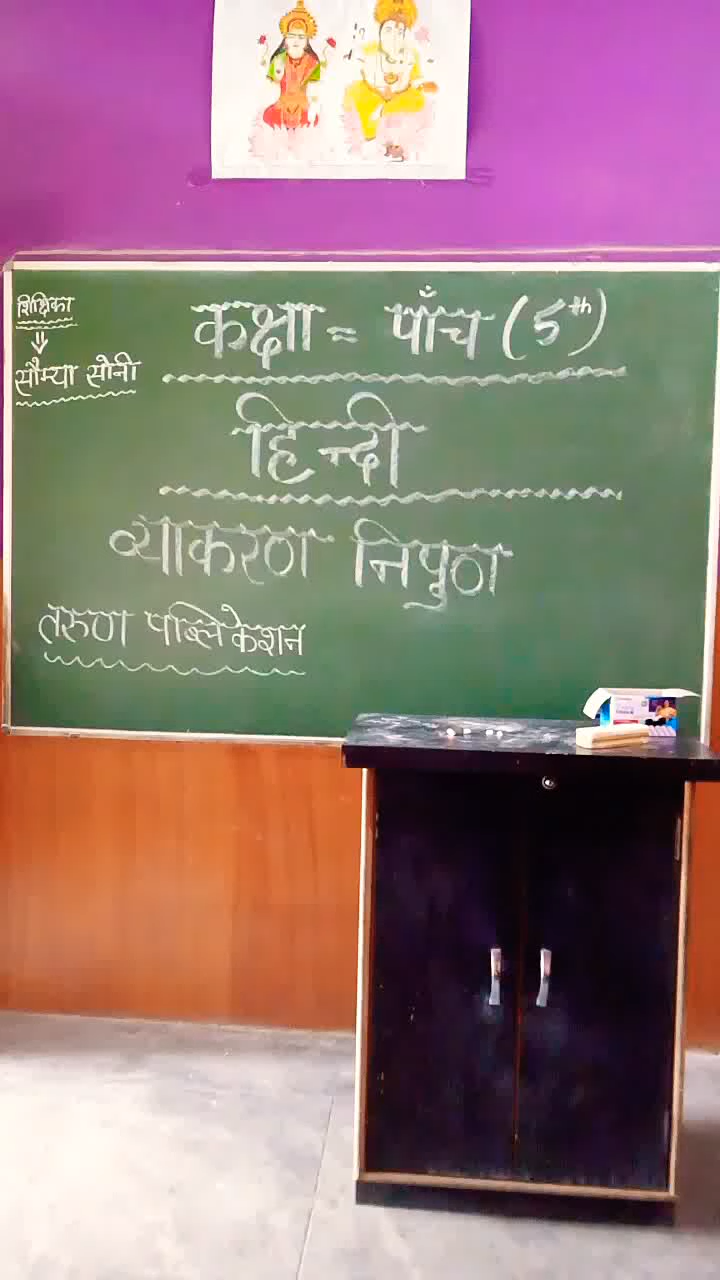 शिक्षिका
⇓
सौम्या सोनी
कक्षा = पाँच (5th)
हिन्दी
व्याकरण निपुण
तरुण पब्लिकेशन